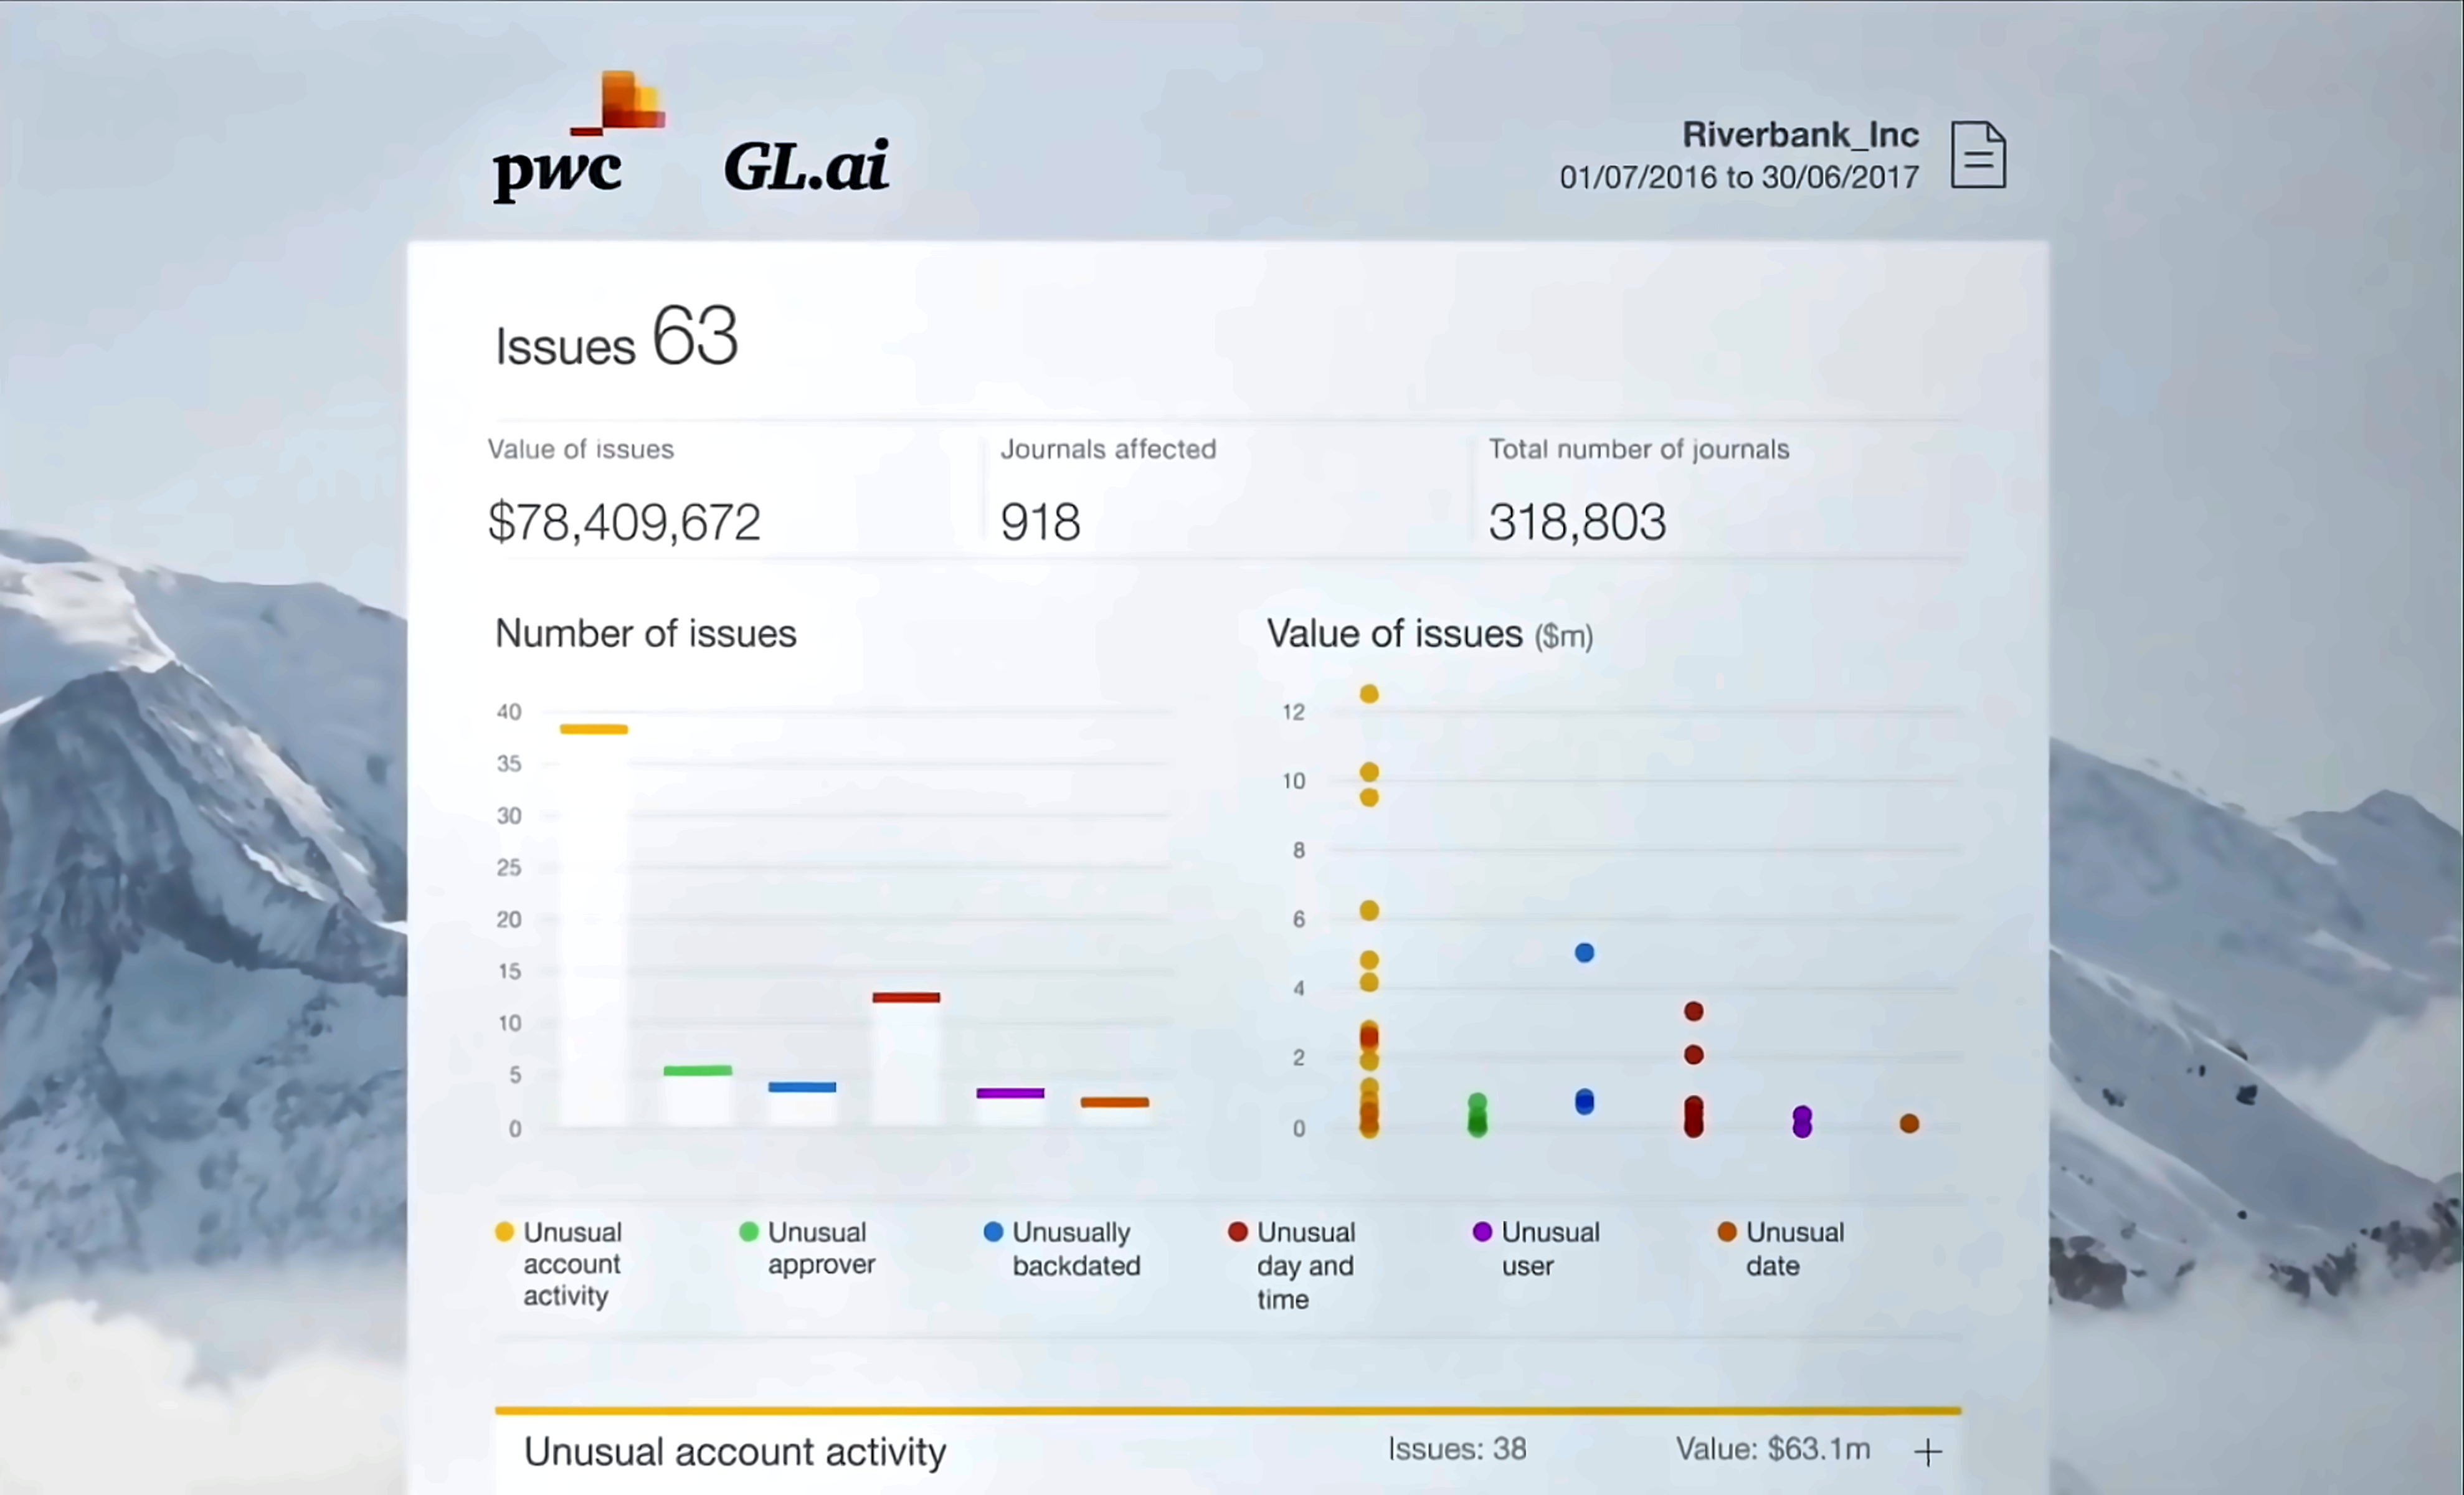 pwc GL.ai
Riverbank_Inc
01/07/2016 to 30/06/2017
Issues 63
Value of issues
$78,409,672
Journals affected
918
Total number of journals
318,803
Number of issues
40
35
30
25
20
15
10
5
0
Value of issues ($m)
12
10
8
6
4
2
0
Unusual
account
activity
Unusual
approver
Unusually
backdated
Unusual
day and
time
Unusual
user
Unusual
date
Unusual account activity Issues: 38 Value: $63.1m +